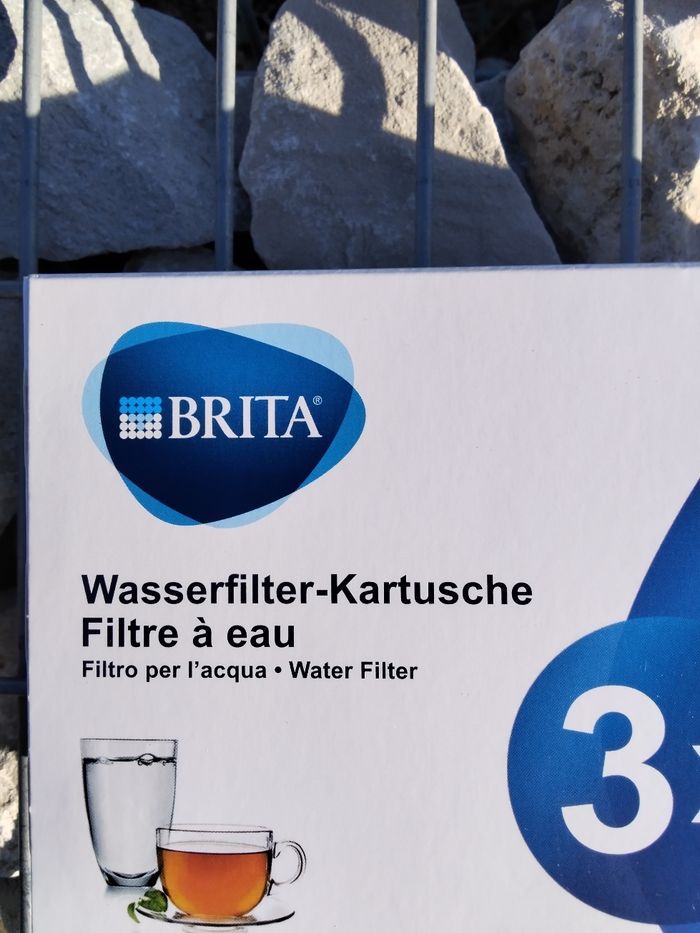 BRITA®
Wasserfilter-Kartusche
Filtre à eau
Filtro per l'acqua • Water Filter
3